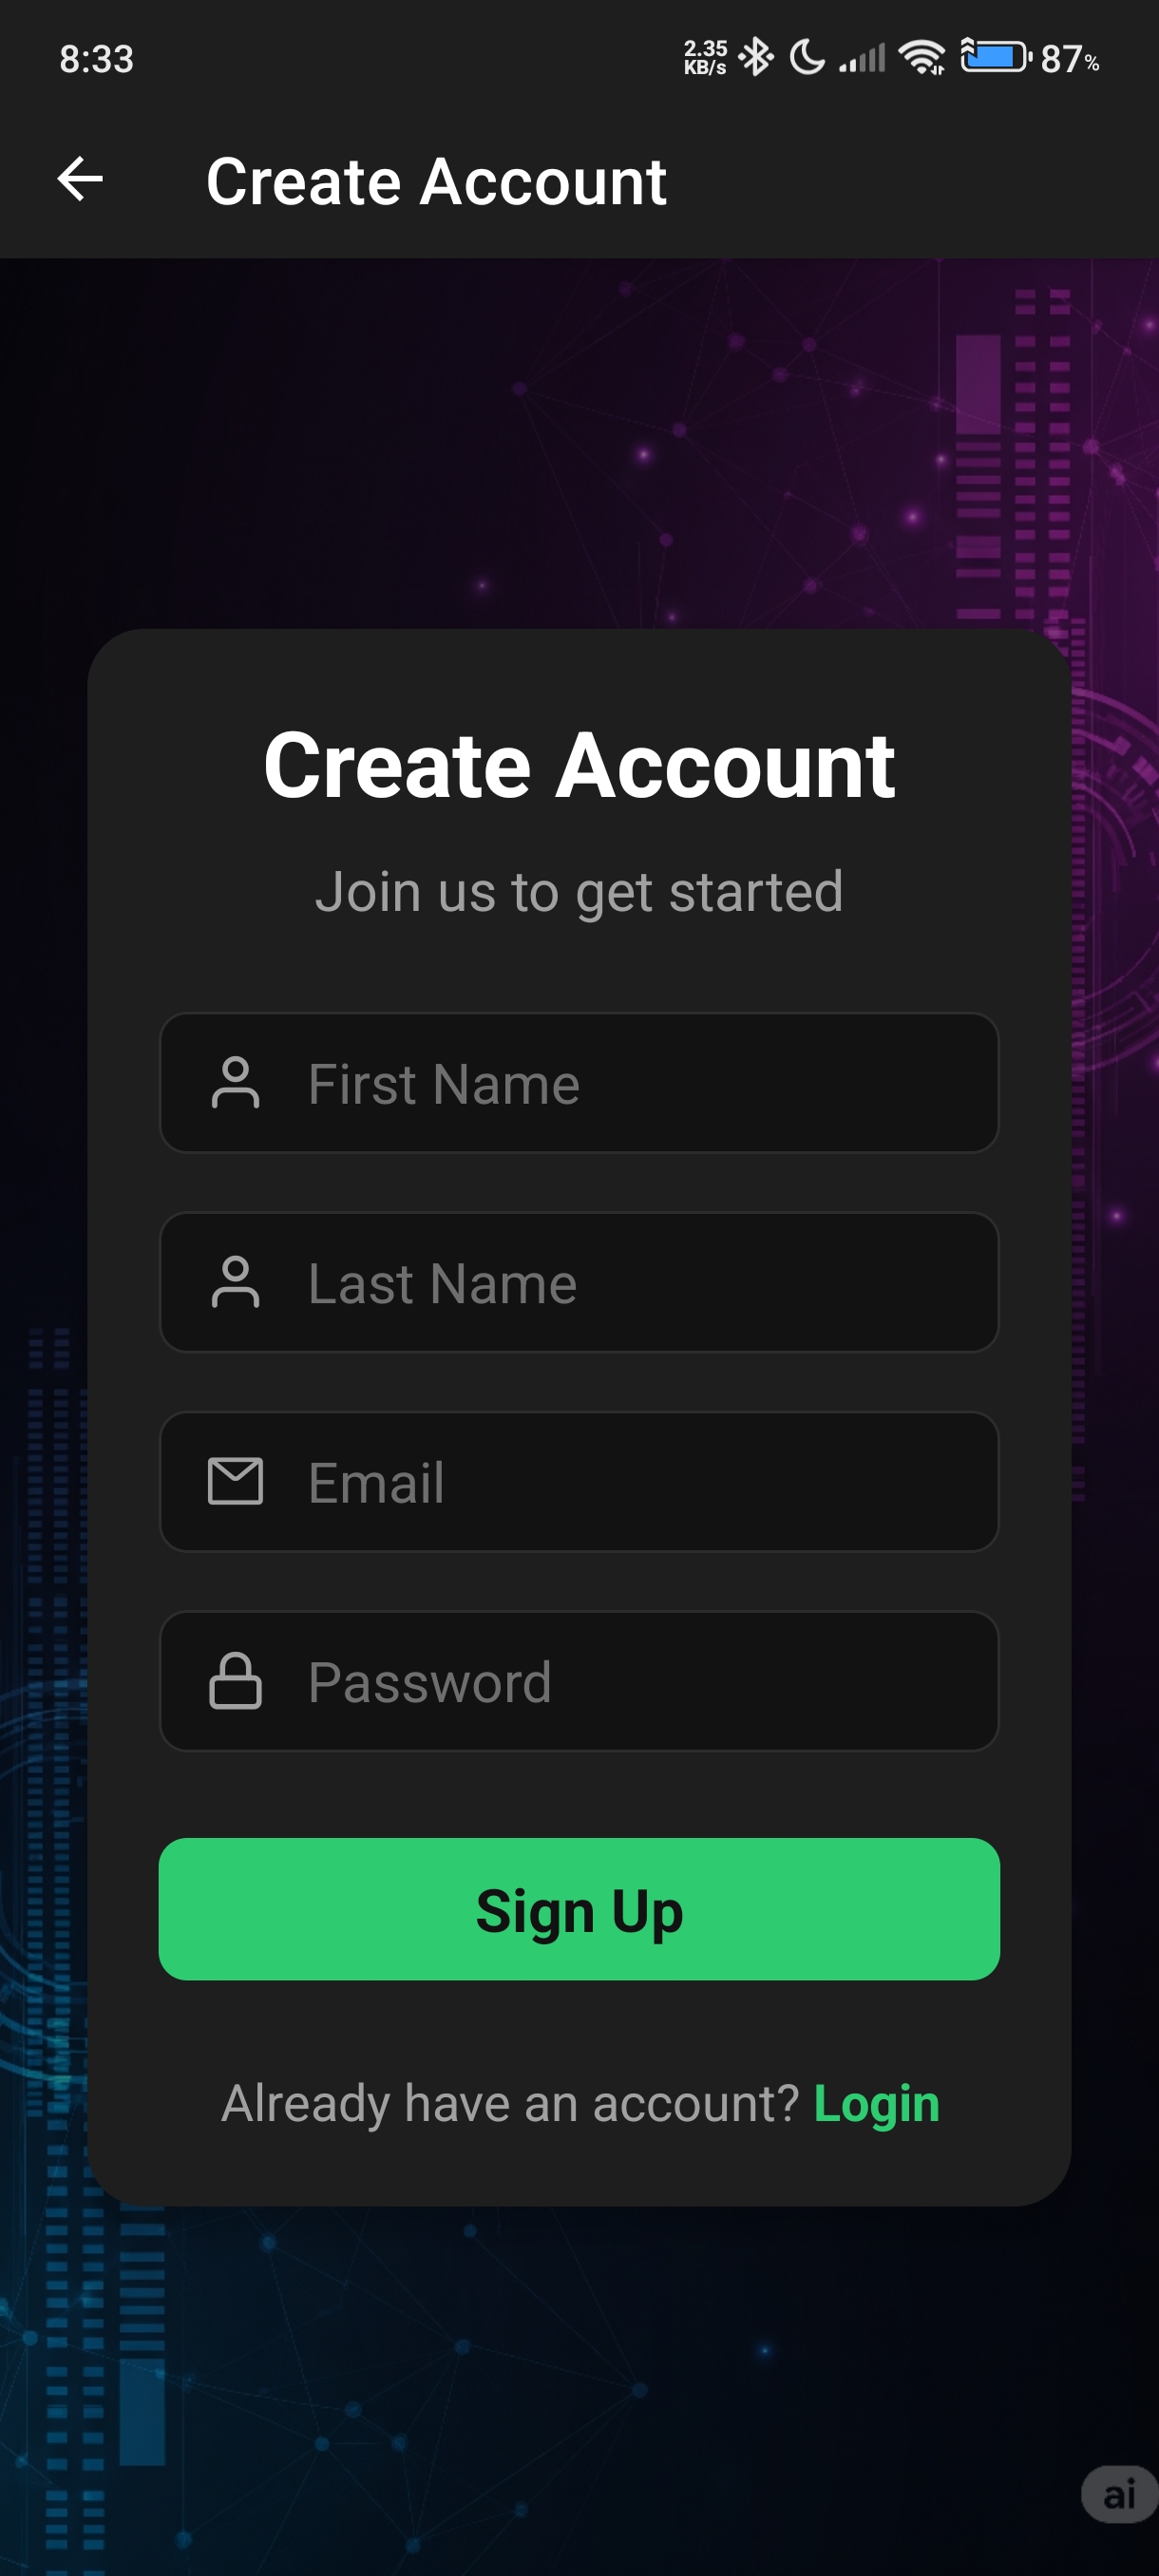 8:33
2.35
KB/s
87%
Create Account
Create Account
Join us to get started
First Name
Last Name
Email
Password
Sign Up
Already have an account? Login
ai